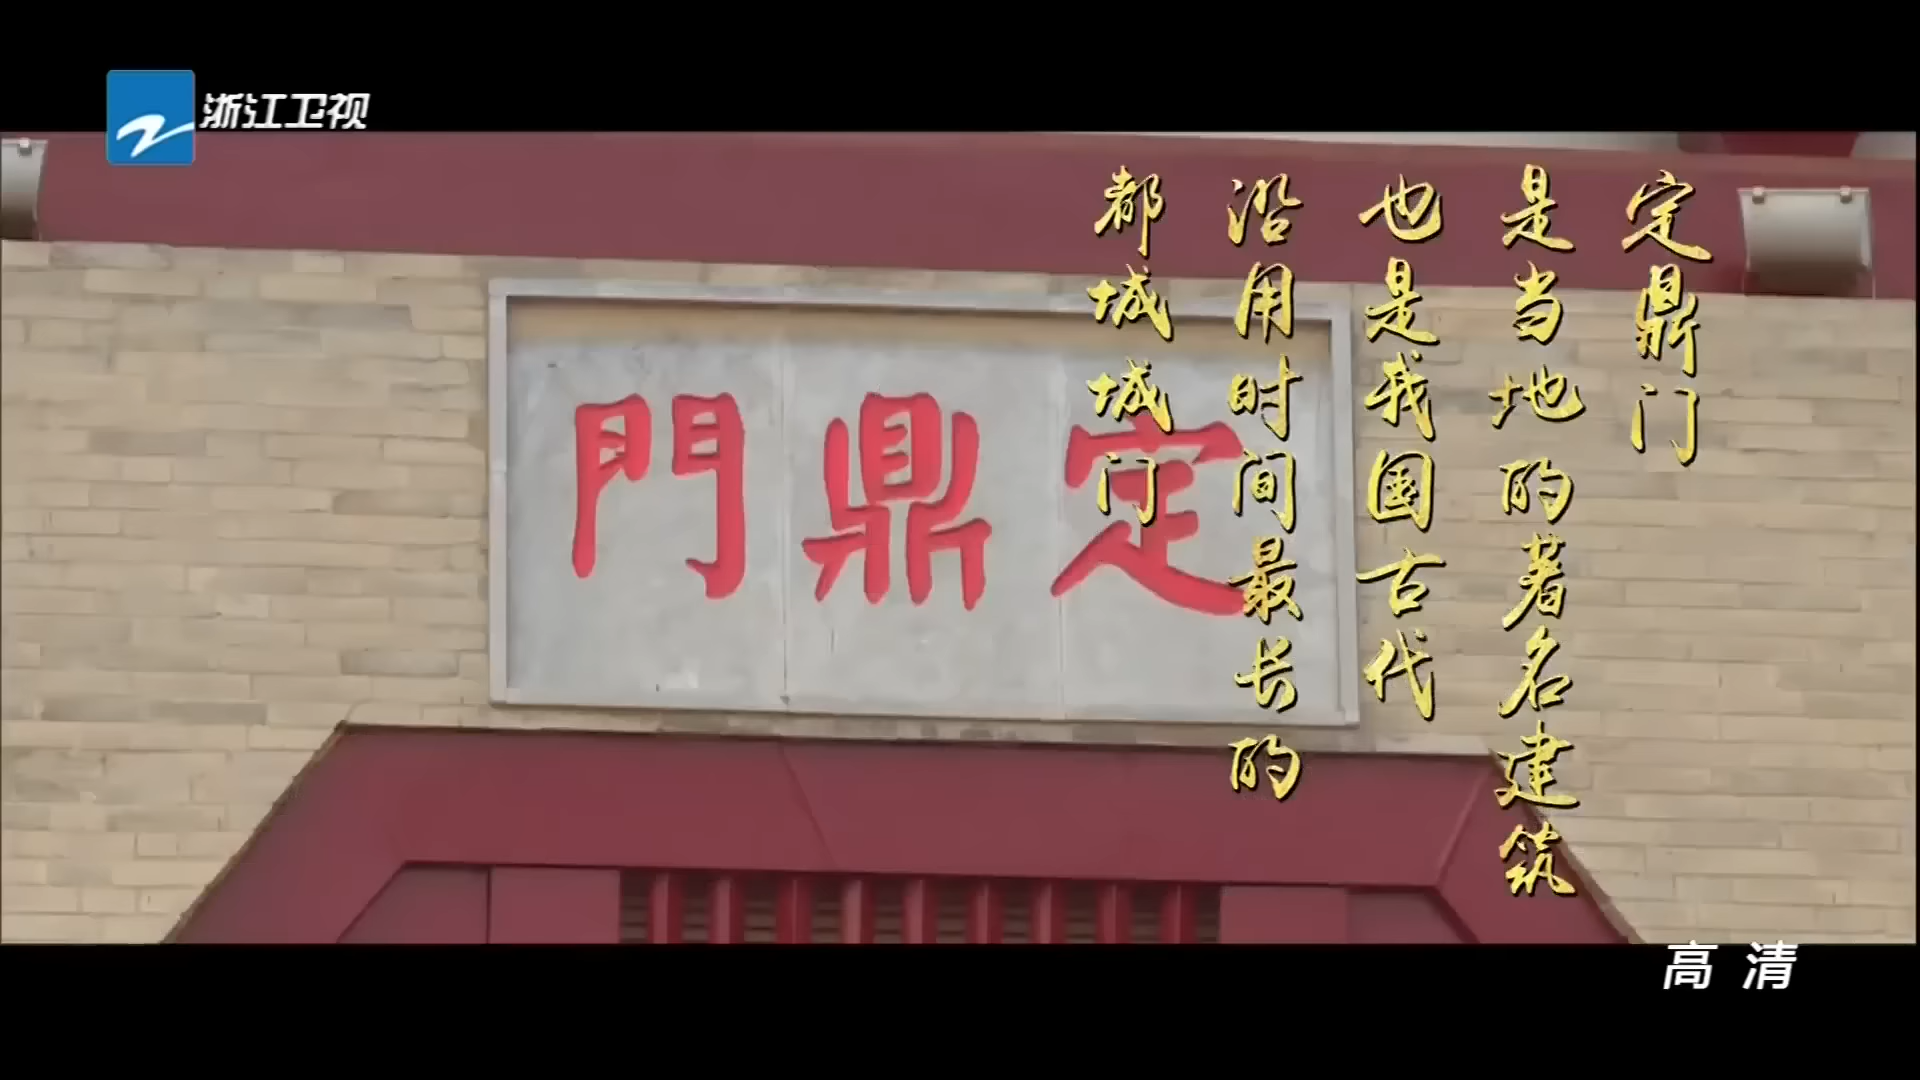 浙江卫视
定鼎门
是当地的著名建筑
也是我国古代
沿用时间最长的
都城城门
定鼎門
高清